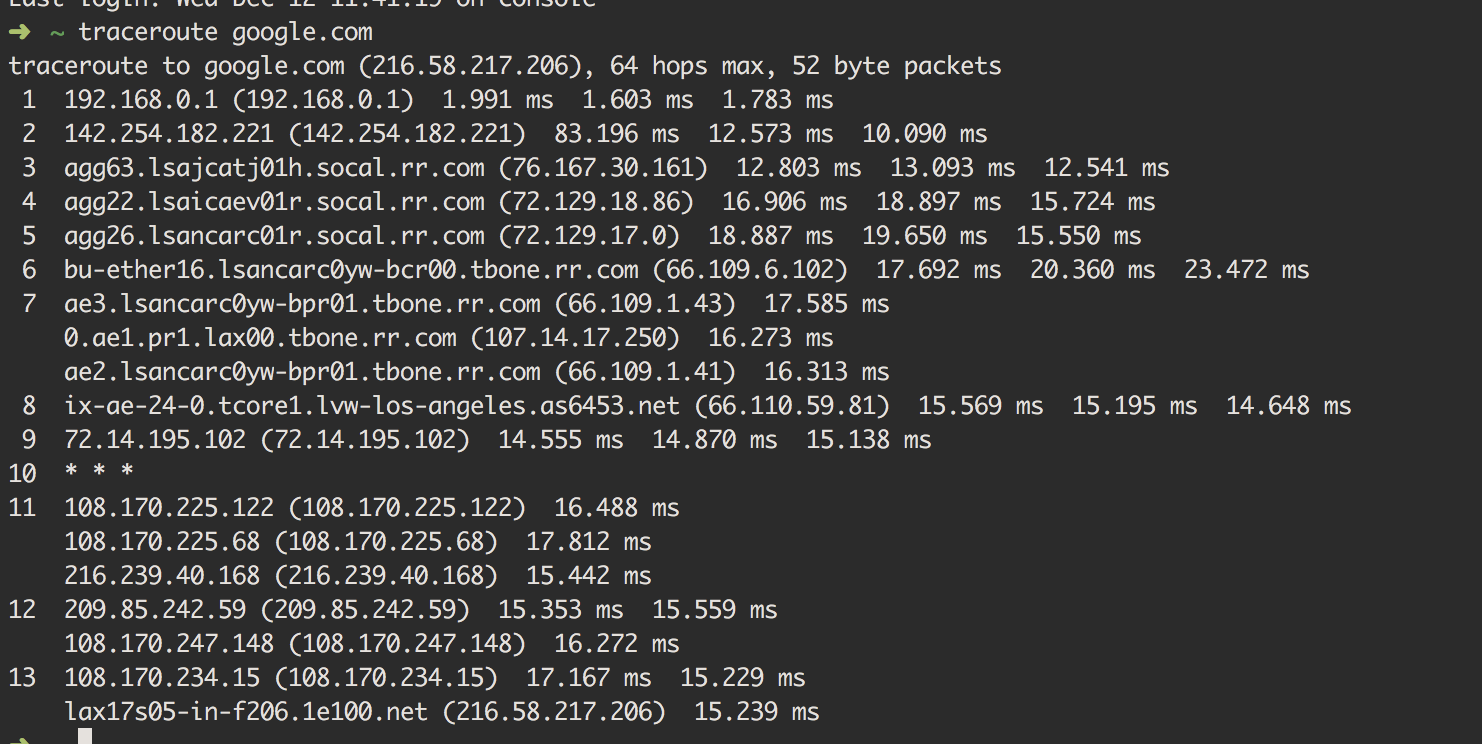 Last login: Wed Dec 12 11:41:19 on console
➜ ~ traceroute google.com
traceroute to google.com (216.58.217.206), 64 hops max, 52 byte packets
1 192.168.0.1 (192.168.0.1) 1.991 ms 1.603 ms 1.783 ms
2 142.254.182.221 (142.254.182.221) 83.196 ms 12.573 ms 10.090 ms
3 agg63.lsajcatj01h.socal.rr.com (76.167.30.161) 12.803 ms 13.093 ms 12.541 ms
4 agg22.lsaicaev01r.socal.rr.com (72.129.18.86) 16.906 ms 18.897 ms 15.724 ms
5 agg26.lsancarc01r.socal.rr.com (72.129.17.0) 18.887 ms 19.650 ms 15.550 ms
6 bu-ether16.lsancarc0yw-bcr00.tbone.rr.com (66.109.6.102) 17.692 ms 20.360 ms 23.472 ms
7 ae3.lsancarc0yw-bpr01.tbone.rr.com (66.109.1.43) 17.585 ms
0.ae1.pr1.lax00.tbone.rr.com (107.14.17.250) 16.273 ms
ae2.lsancarc0yw-bpr01.tbone.rr.com (66.109.1.41) 16.313 ms
8 ix-ae-24-0.tcore1.lvw-los-angeles.as6453.net (66.110.59.81) 15.569 ms 15.195 ms 14.648 ms
9 72.14.195.102 (72.14.195.102) 14.555 ms 14.870 ms 15.138 ms
10 * * *
11 108.170.225.122 (108.170.225.122) 16.488 ms
108.170.225.68 (108.170.225.68) 17.812 ms
216.239.40.168 (216.239.40.168) 15.442 ms
12 209.85.242.59 (209.85.242.59) 15.353 ms 15.559 ms
108.170.247.148 (108.170.247.148) 16.272 ms
13 108.170.234.15 (108.170.234.15) 17.167 ms 15.229 ms
lax17s05-in-f206.1e100.net (216.58.217.206) 15.239 ms
➜